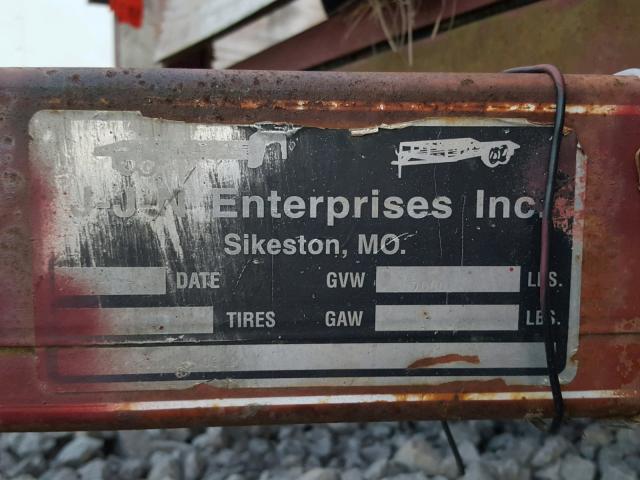 J-J-N Enterprises Inc.
Sikeston, MO.
DATE GVW LBS.
TIRES GAW LBS.